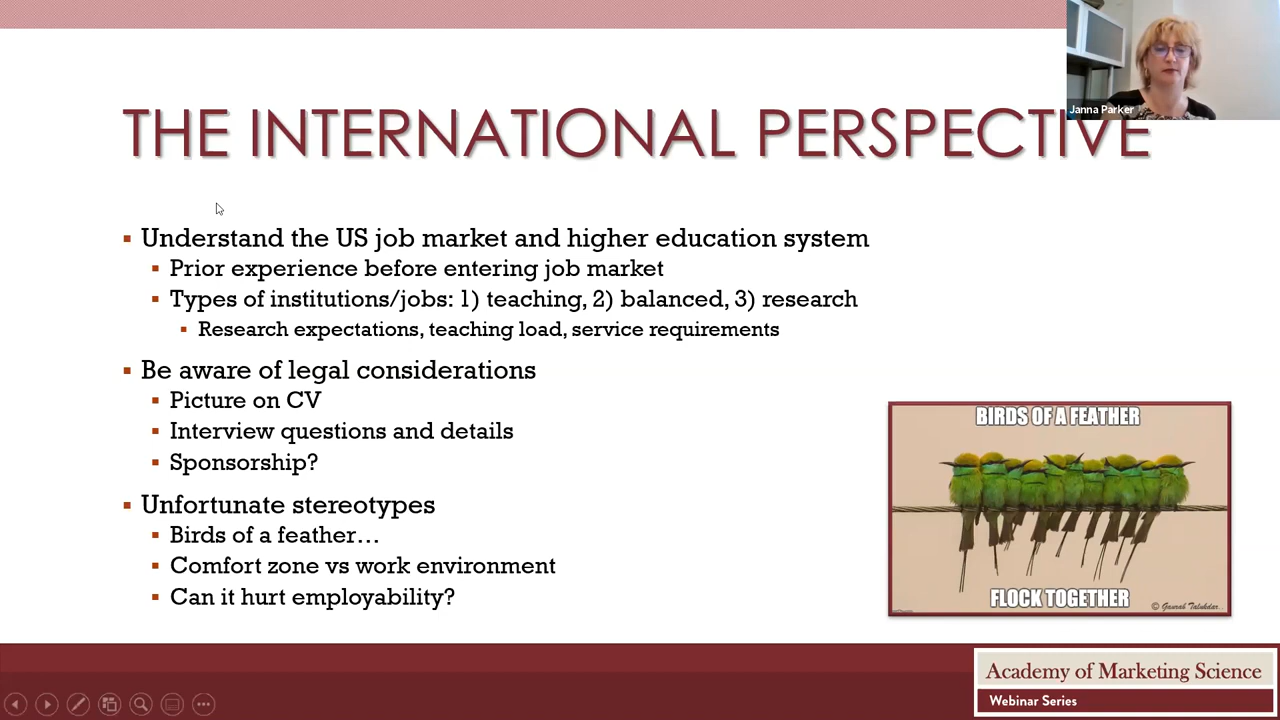 Janna Parker
THE INTERNATIONAL PERSPECTIVE
Understand the US job market and higher education system
Prior experience before entering job market
Types of institutions/jobs: 1) teaching, 2) balanced, 3) research
Research expectations, teaching load, service requirements
Be aware of legal considerations
Picture on CV
Interview questions and details
Sponsorship?
Unfortunate stereotypes
Birds of a feather…
Comfort zone vs work environment
Can it hurt employability?
BIRDS OF A FEATHER
FLOCK TOGETHER
© Gaurab Talukdar..
Academy of Marketing Science
Webinar Series